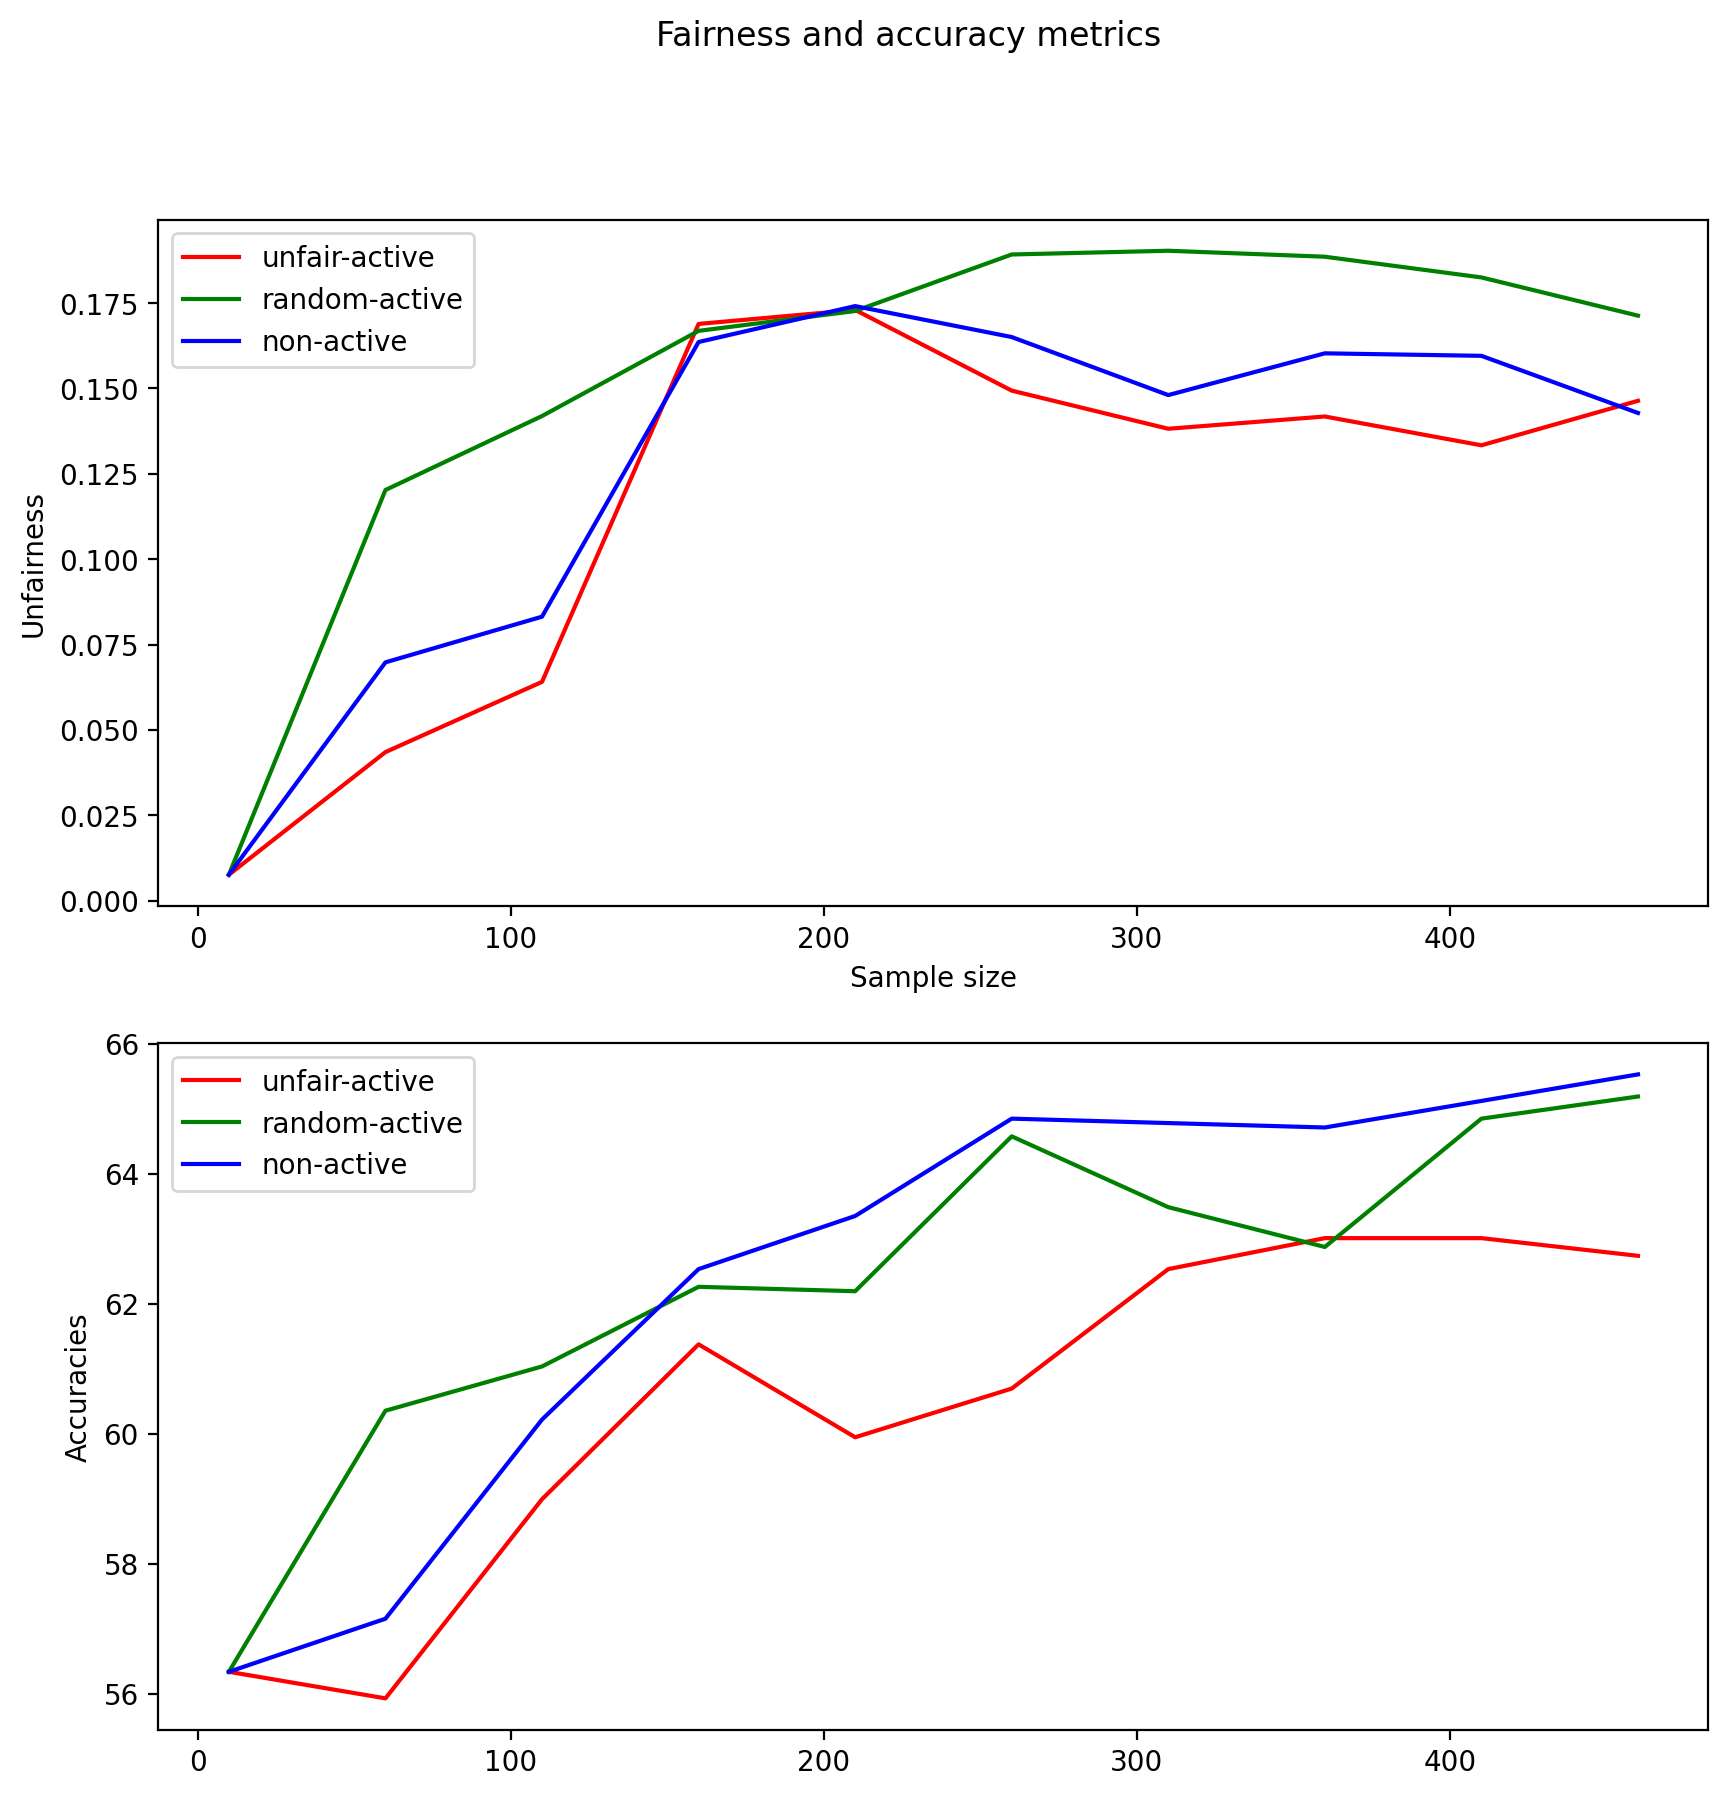 Fairness and accuracy metrics
unfair-active
random-active
non-active
0.175
0.150
0.125
0.100
0.075
0.050
0.025
0.000
Unfairness
0 100 200 300 400
Sample size
66
64
62
60
58
56
Accuracies
unfair-active
random-active
non-active
0 100 200 300 400